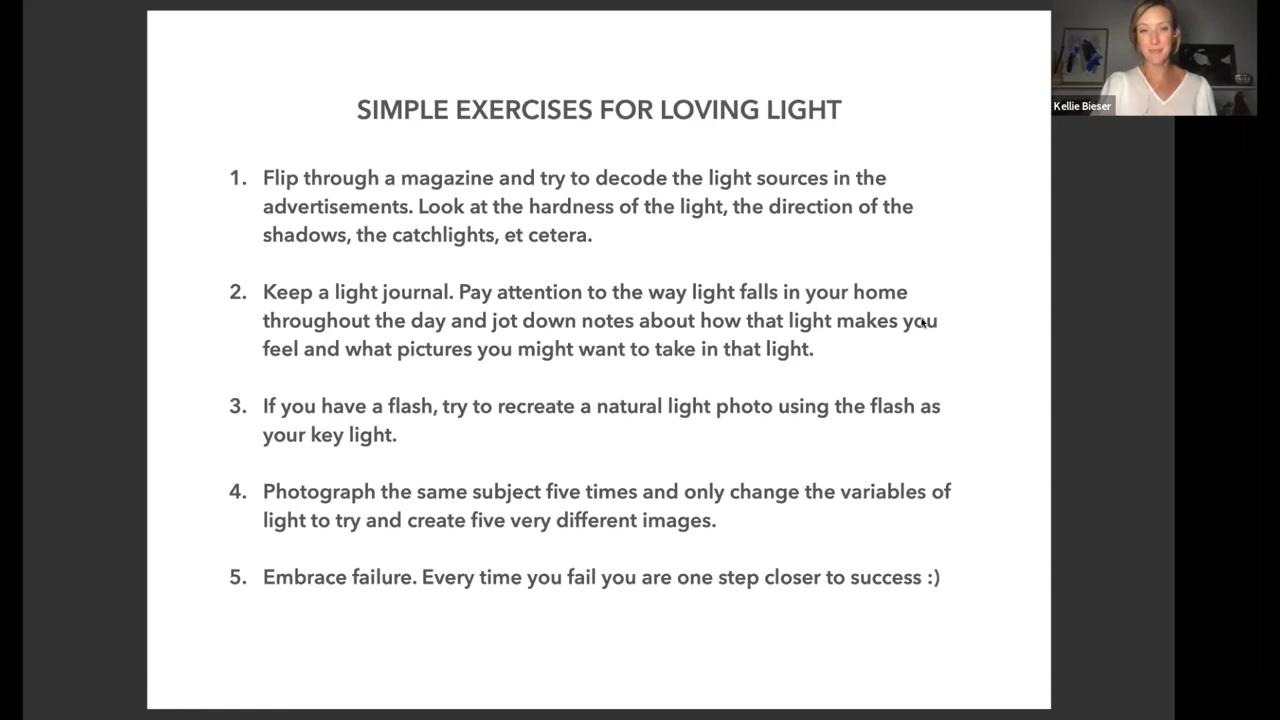 SIMPLE EXERCISES FOR LOVING LIGHT
1. Flip through a magazine and try to decode the light sources in the
advertisements. Look at the hardness of the light, the direction of the
shadows, the catchlights, et cetera.
2. Keep a light journal. Pay attention to the way light falls in your home
throughout the day and jot down notes about how that light makes you
feel and what pictures you might want to take in that light.
3. If you have a flash, try to recreate a natural light photo using the flash as
your key light.
4. Photograph the same subject five times and only change the variables of
light to try and create five very different images.
5. Embrace failure. Every time you fail you are one step closer to success :)
Kellie Bieser